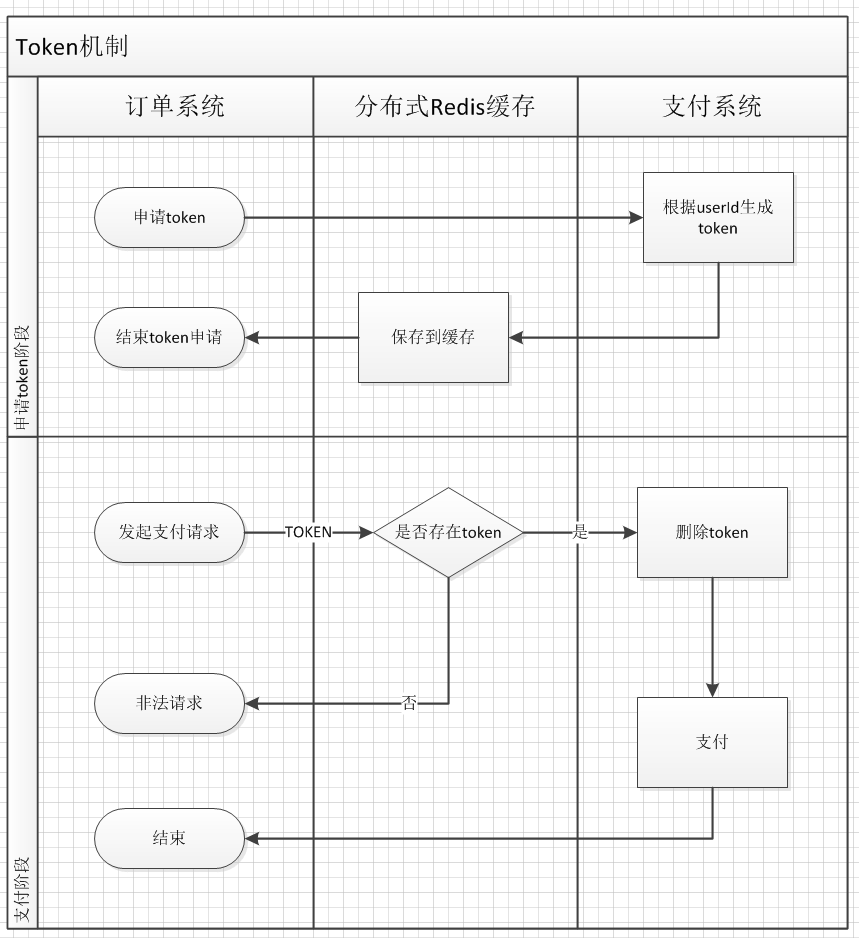 Token机制
订单系统
分布式Redis缓存
支付系统
申请token阶段
申请token
根据userId生成
token
结束token申请
保存到缓存
支付阶段
发起支付请求
TOKEN
是否存在token
是
删除token
非法请求
否
支付
结束